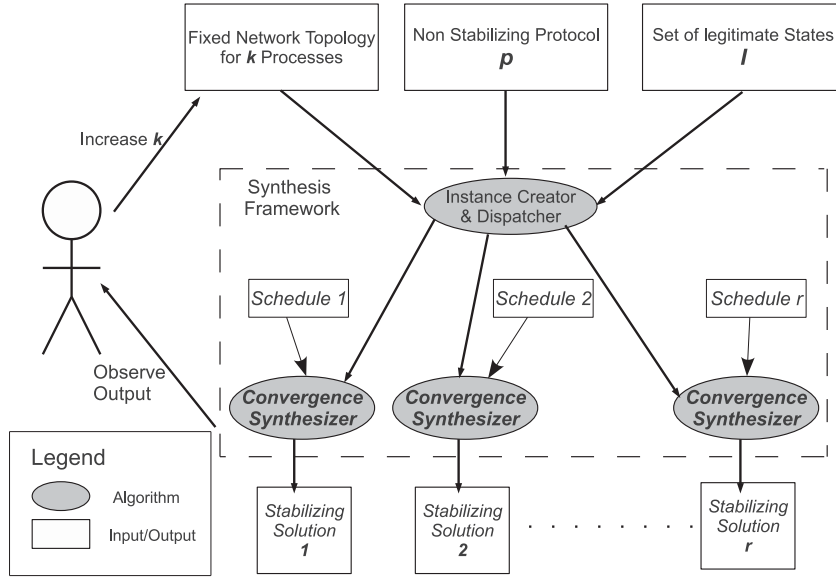 Fixed Network Topology
for k Processes
Non Stabilizing Protocol
p
Set of legitimate States
I
Increase k
Synthesis
Framework
Instance Creator
& Dispatcher
Schedule 1
Schedule 2
Schedule r
Observe
Output
Convergence
Synthesizer
Convergence
Synthesizer
Convergence
Synthesizer
Legend
Algorithm
Input/Output
Stabilizing
Solution
1
Stabilizing
Solution
2
. . . . . . . . . .
Stabilizing
Solution
r